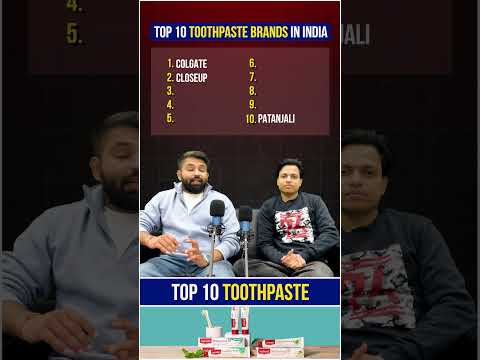 TOP 10 TOOTHPASTE BRANDS IN INDIA
1. COLGATE
2. CLOSEUP
3.
4.
5.
6.
7.
8.
9.
10. PATANJALI
TOP 10 TOOTHPASTE